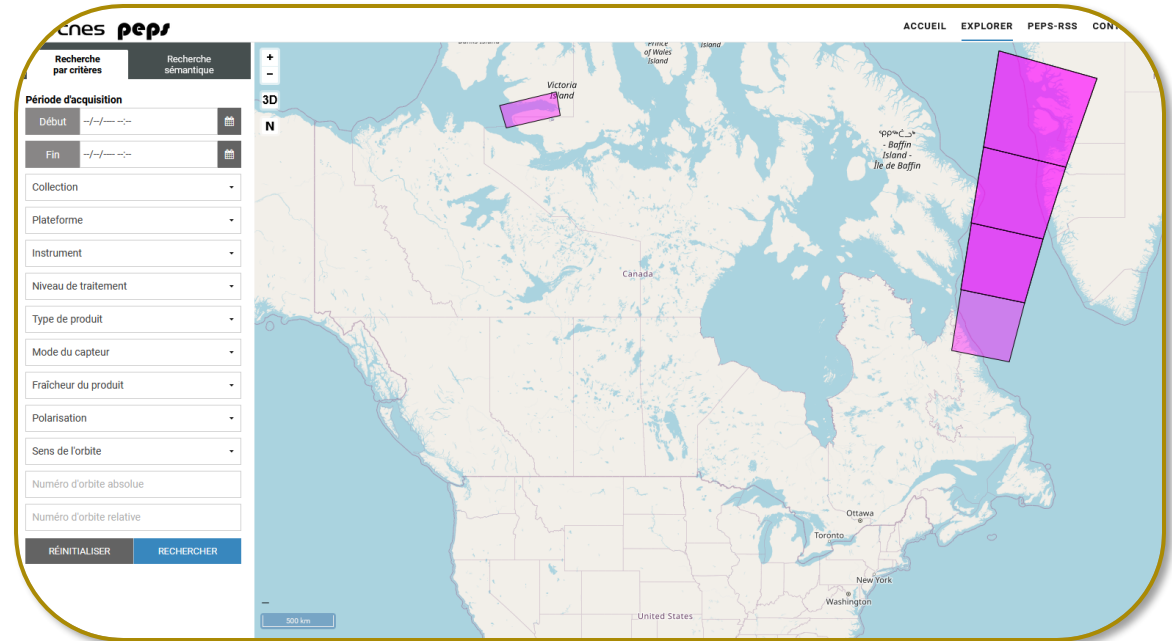 cnes peps
ACCUEIL EXPLORER PEPS-RSS
Recherche par critères
Recherche sémantique
Période d'acquisition
Début --/--/---- --:--
Fin --/--/---- --:--
Collection
Plateforme
Instrument
Niveau de traitement
Type de produit
Mode du capteur
Fraîcheur du produit
Polarisation
Sens de l'orbite
Numéro d'orbite absolue
Numéro d'orbite relative
RÉINITIALISER RECHERCHER
+
−
3D
N
Prince
of Wales
Island
Island
Victoria
Island
- Baffin
Island -
Île de Baffin
Canada
Ottawa
Toronto
New York
Washington
United States
500 km